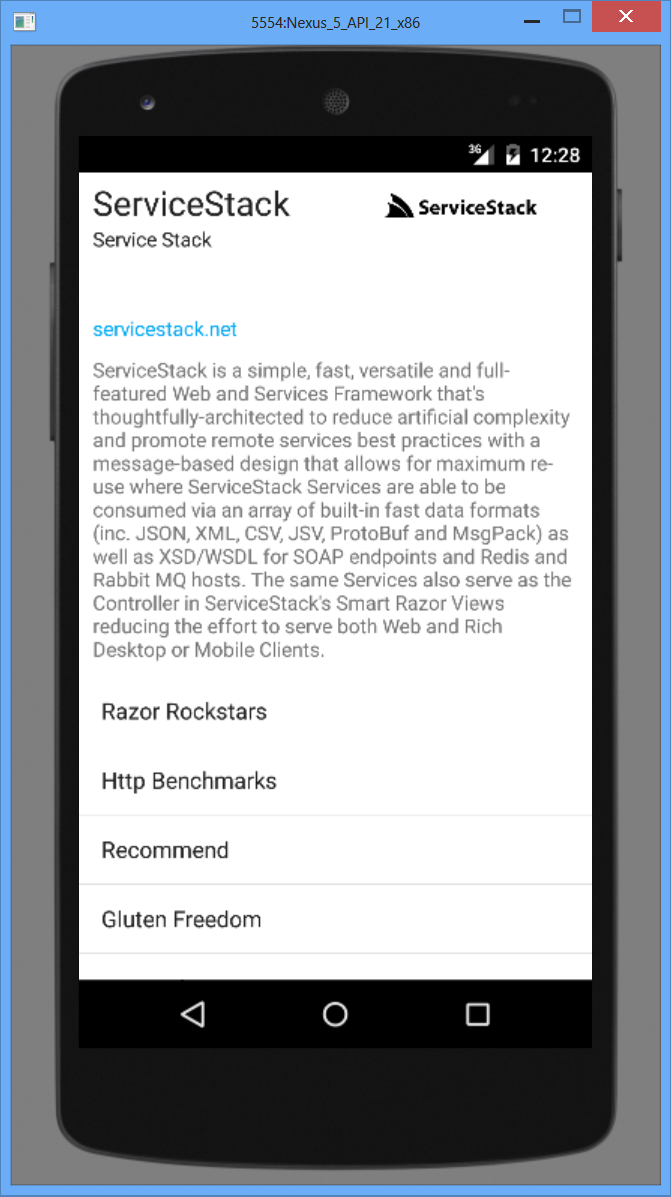 5554:Nexus_5_API_21_x86
3G 12:28
ServiceStack
ServiceStack
Service Stack
servicestack.net
ServiceStack is a simple, fast, versatile and full-
featured Web and Services Framework that's
thoughtfully-architected to reduce artificial complexity
and promote remote services best practices with a
message-based design that allows for maximum re-
use where ServiceStack Services are able to be
consumed via an array of built-in fast data formats
(inc. JSON, XML, CSV, JSV, ProtoBuf and MsgPack) as
well as XSD/WSDL for SOAP endpoints and Redis and
Rabbit MQ hosts. The same Services also serve as the
Controller in ServiceStack's Smart Razor Views
reducing the effort to serve both Web and Rich
Desktop or Mobile Clients.
Razor Rockstars
Http Benchmarks
Recommend
Gluten Freedom